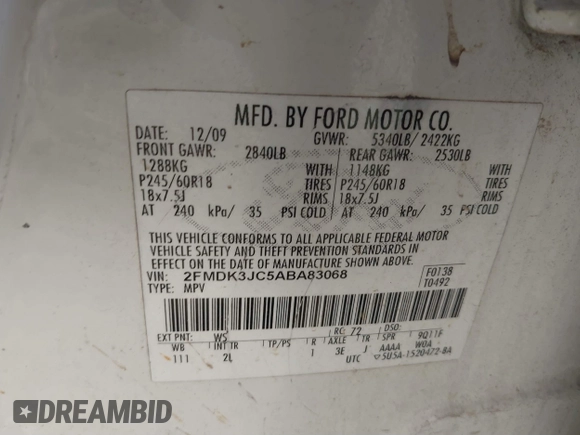 MFD. BY FORD MOTOR CO.
DATE: 12/09 GVWR: 5340LB/ 2422KG
FRONT GAWR: 2840LB REAR GAWR: 2530LB
1288KG WITH 1148KG WITH
P245/60R18 TIRES P245/60R18 TIRES
18x7.5J RIMS 18x7.5J RIMS
AT 240 kPa/ 35 PSI COLD AT 240 kPa/ 35 PSI COLD
THIS VEHICLE CONFORMS TO ALL APPLICABLE FEDERAL MOTOR
VEHICLE SAFETY AND THEFT PREVENTION STANDARDS IN
EFFECT ON THE DATE OF MANUFACTURE SHOWN ABOVE.
VIN: 2FMDK3JC5ABA83068 F0138
TYPE: MPV T0492
EXT PNT: WS RC: 72 DSO:
WB INT TR TP/PS R AXLE TR SPR 9Q11F
111 2L 1 3E J AAAA W0A
UTC 5U5A-1520472-BA
DREAMBID